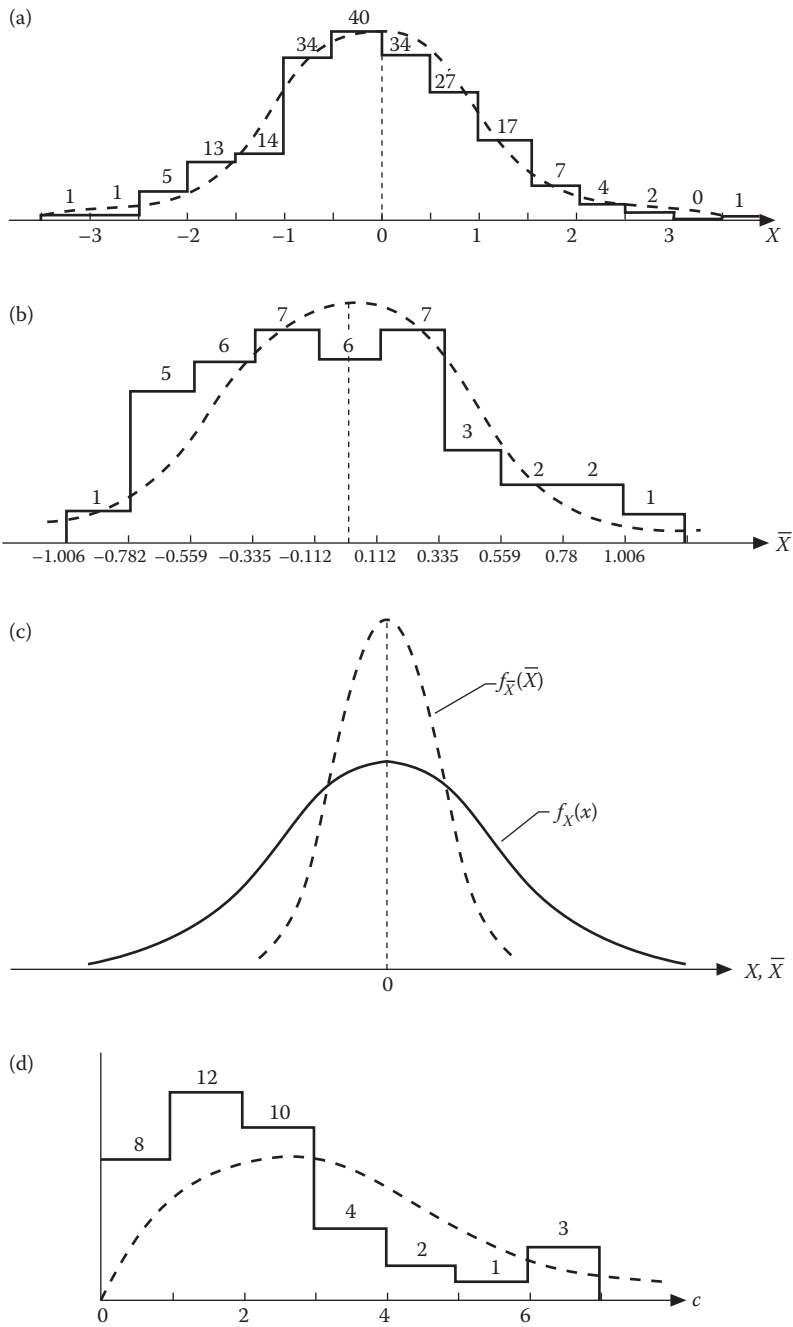 (a)
1 1 5 13 14 34 40 34 27 17 7 4 2 0 1
−3 −2 −1 0 1 2 3 X
(b)
1 5 6 7 6 7 3 2 2 1
−1.006 −0.782 −0.559 −0.335 −0.112 0.112 0.335 0.559 0.78 1.006 X̅
(c)
f_X̅(X̅)
f_X(x)
0
X, X̅
(d)
8 12 10 4 2 1 3
0 2 4 6 c